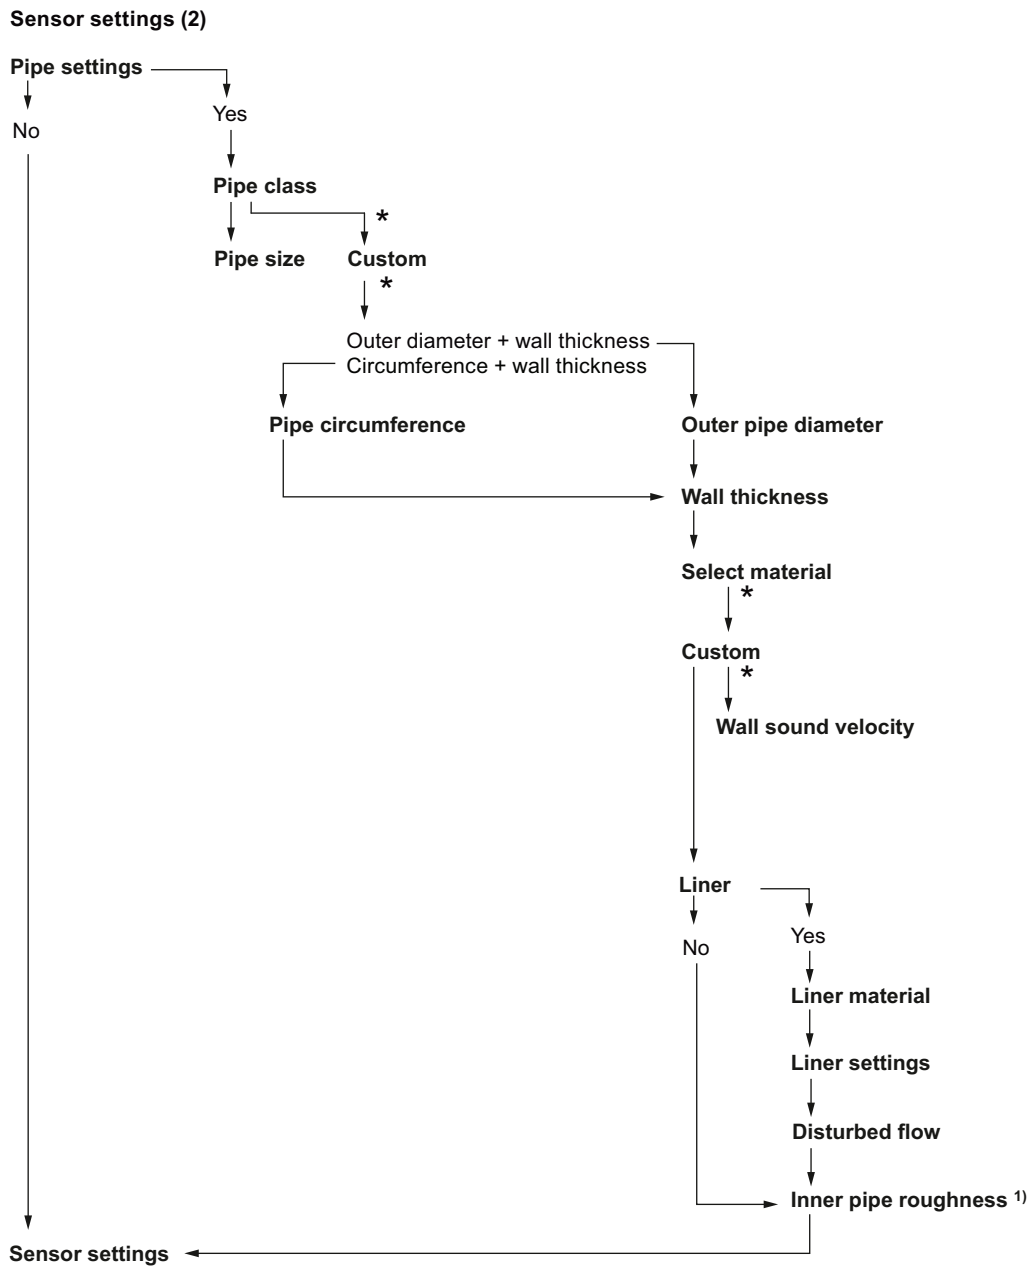 Sensor settings (2)
Pipe settings
Yes
No
Pipe class
*
Pipe size
Custom
*
Outer diameter + wall thickness
Circumference + wall thickness
Pipe circumference
Outer pipe diameter
Wall thickness
Select material
*
Custom
*
Wall sound velocity
Liner
Yes
No
Liner material
Liner settings
Disturbed flow
Inner pipe roughness 1)
Sensor settings